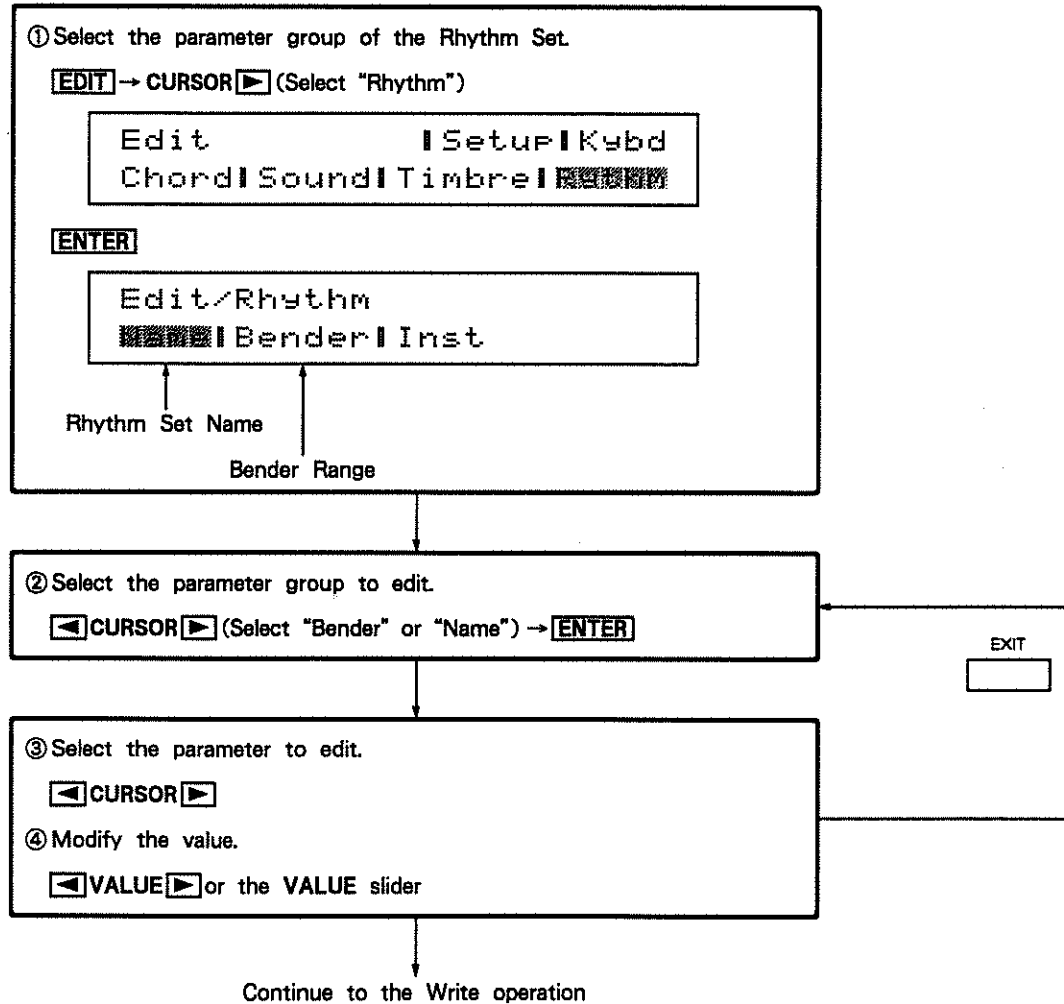 ①Select the parameter group of the Rhythm Set.
EDIT → CURSOR ▶ (Select "Rhythm")
Edit ▌Setup▌Kybd
Chord▌Sound▌Timbre▌Rythm
ENTER
Edit/Rhythm
Name▌Bender▌Inst
Rhythm Set Name
Bender Range
②Select the parameter group to edit.
◀ CURSOR ▶ (Select "Bender" or "Name") → ENTER
EXIT
③Select the parameter to edit.
◀ CURSOR ▶
④Modify the value.
◀ VALUE ▶ or the VALUE slider
Continue to the Write operation